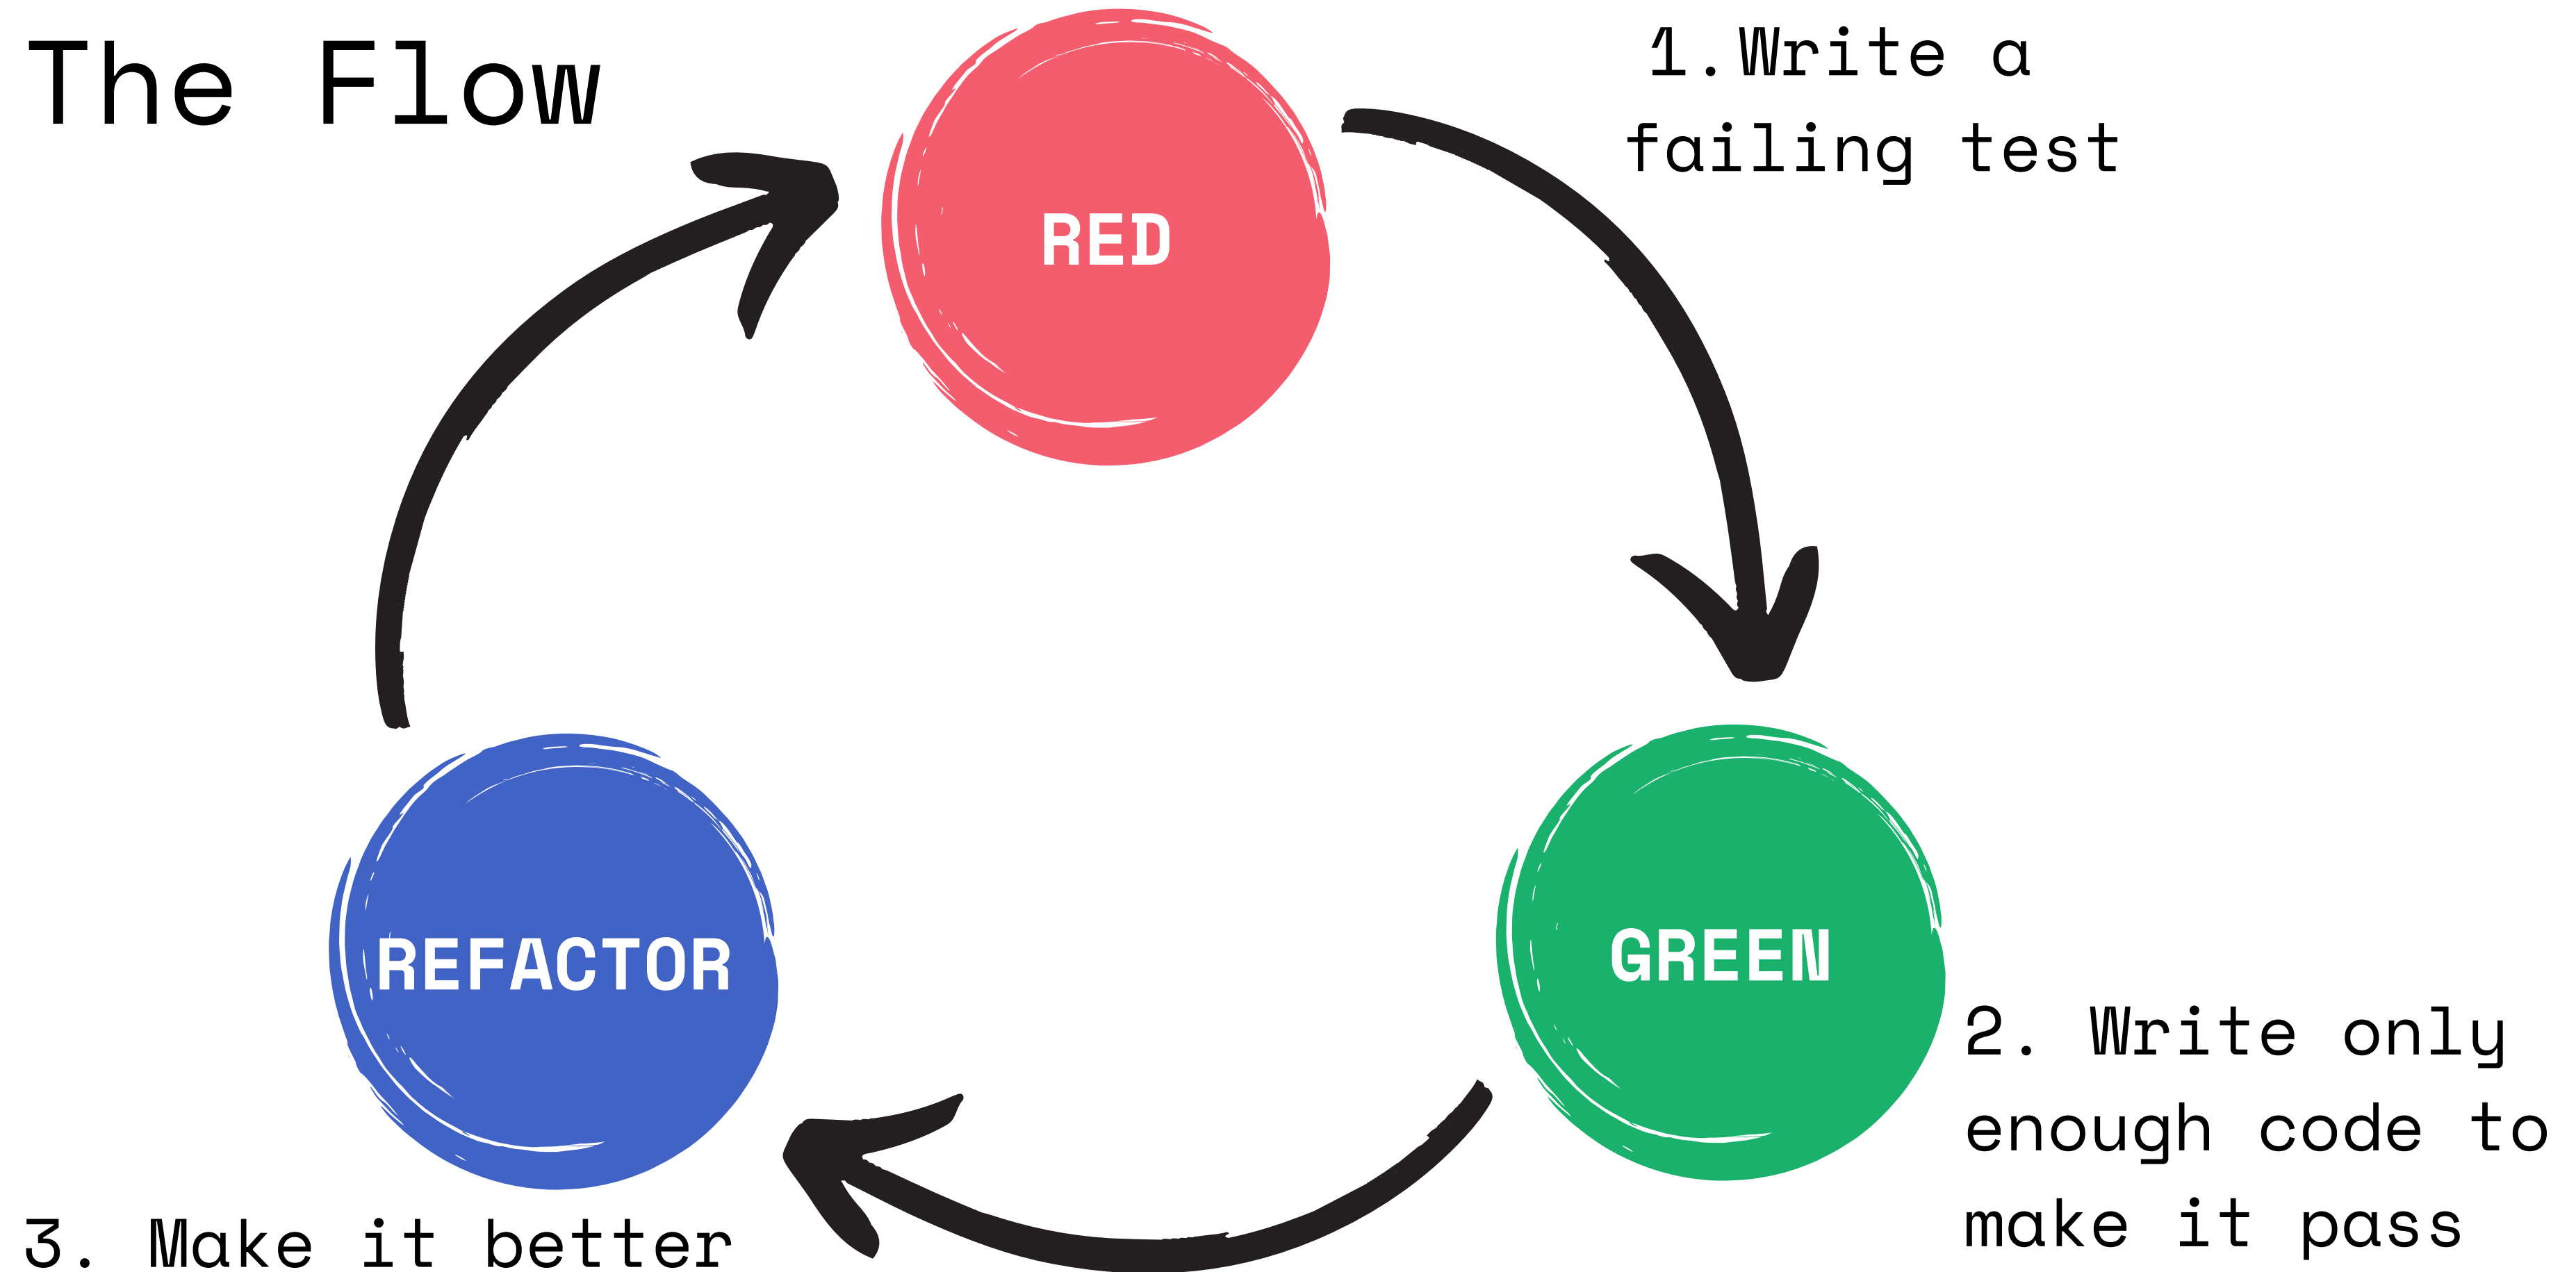 The Flow
RED
1.Write a
failing test
GREEN
2. Write only
enough code to
make it pass
REFACTOR
3. Make it better